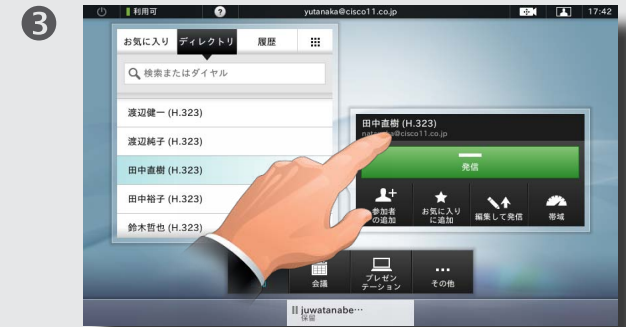 3
利用可
?
yutanaka@cisco11.co.jp
17:42
お気に入り ディレクトリ 履歴
検索またはダイヤル
渡辺健一 (H.323)
渡辺純子 (H.323)
田中直樹 (H.323)
田中裕子 (H.323)
鈴木哲也 (H.323)
田中直樹 (H.323)
発信
参加者
の追加
お気に入り
に追加
編集して発信
帯域
会議
プレゼン
テーション
その他
juwatanabe…
保留